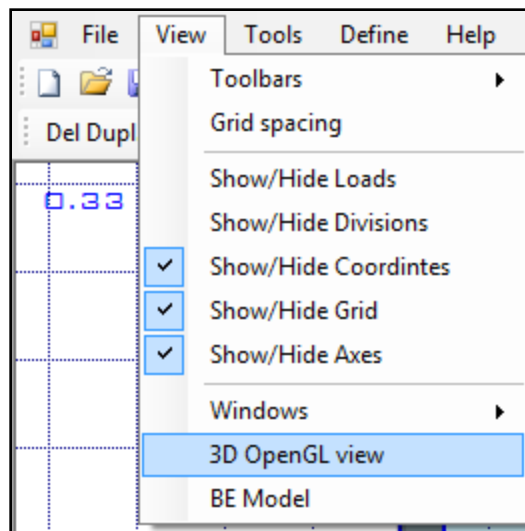 File View Tools Define Help
Toolbars
Grid spacing
Del Dupl
Show/Hide Loads
0.33
Show/Hide Divisions
Show/Hide Coordintes
Show/Hide Grid
Show/Hide Axes
Windows
3D OpenGL view
BE Model